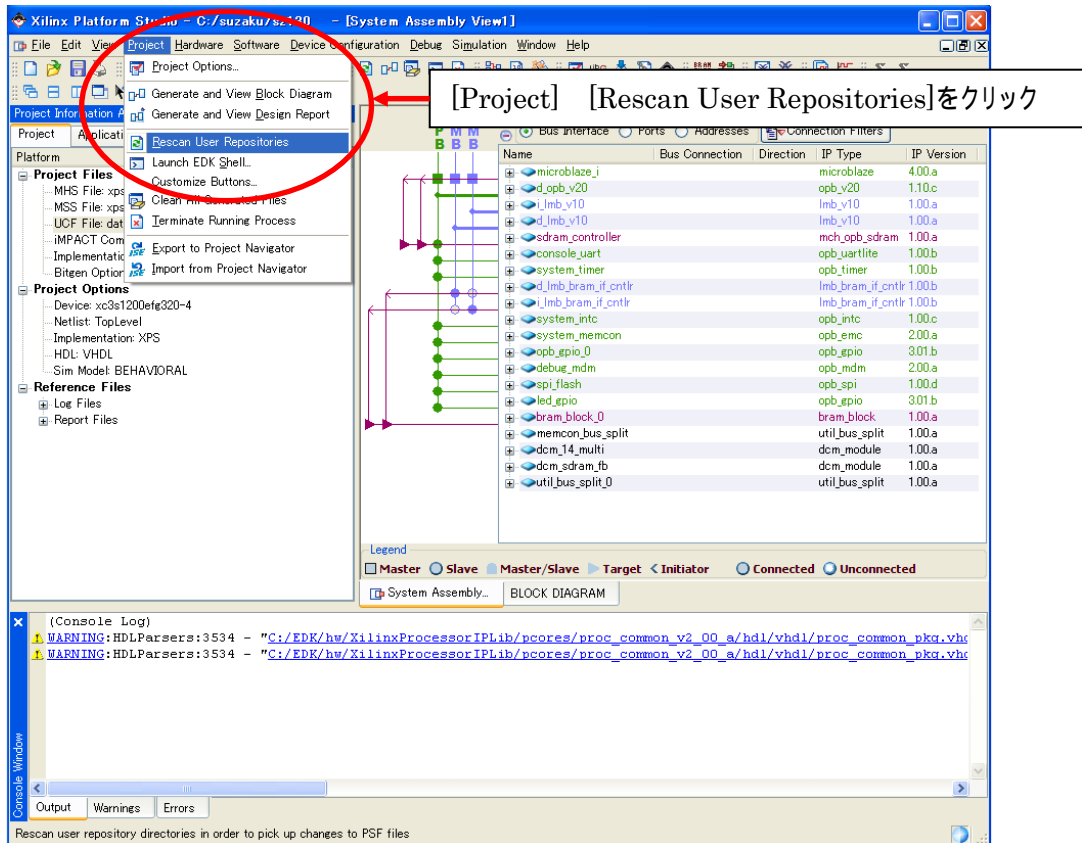 Xilinx Platform Studio - C:/suzaku/sz130 - [System Assembly View1]
File Edit View Project Hardware Software Device Configuration Debug Simulation Window Help
Project Options...
Generate and View Block Diagram
Generate and View Design Report
Rescan User Repositories
Launch EDK Shell...
Customize Buttons...
Clean All Generated Files
Terminate Running Process
Export to Project Navigator
Import from Project Navigator
[Project] [Rescan User Repositories]をクリック
Project Information
Project
Platform
Project Files
MHS File: xps
MSS File: xps
UCF File: dat
iMPACT Com
Implementatio
Bitgen Option
Project Options
Device: xc3s1200efg320-4
Netlist: TopLevel
Implementation: XPS
HDL: VHDL
Sim Model: BEHAVIORAL
Reference Files
Log Files
Report Files
P M M
B B B
Bus Interface Ports Addresses Connection Filters
Name Bus Connection Direction IP Type IP Version
microblaze_i microblaze 4.00.a
d_opb_v20 opb_v20 1.10.c
i_lmb_v10 lmb_v10 1.00.a
d_lmb_v10 lmb_v10 1.00.a
sdram_controller mch_opb_sdram 1.00.a
console_uart opb_uartlite 1.00.b
system_timer opb_timer 1.00.b
d_lmb_bram_if_cntlr lmb_bram_if_cntlr 1.00.b
i_lmb_bram_if_cntlr lmb_bram_if_cntlr 1.00.b
system_intc opb_intc 1.00.c
system_memcon opb_emc 2.00.a
opb_gpio_0 opb_gpio 3.01.b
debug_mdm opb_mdm 2.00.a
spi_flash opb_spi 1.00.d
led_gpio opb_gpio 3.01.b
bram_block_0 bram_block 1.00.a
memcon_bus_split util_bus_split 1.00.a
dcm_14_multi dcm_module 1.00.a
dcm_sdram_fb dcm_module 1.00.a
util_bus_split_0 util_bus_split 1.00.a
Legend
Master Slave Master/Slave Target Initiator Connected Unconnected
System Assembly... BLOCK DIAGRAM
(Console Log)
WARNING:HDLParsers:3534 - "C:/EDK/hw/XilinxProcessorIPLib/pcores/proc_common_v2_00_a/hdl/vhdl/proc_common_pkg.vhd
WARNING:HDLParsers:3534 - "C:/EDK/hw/XilinxProcessorIPLib/pcores/proc_common_v2_00_a/hdl/vhdl/proc_common_pkg.vhd
Console Window
Output Warnings Errors
Rescan user repository directories in order to pick up changes to PSF files